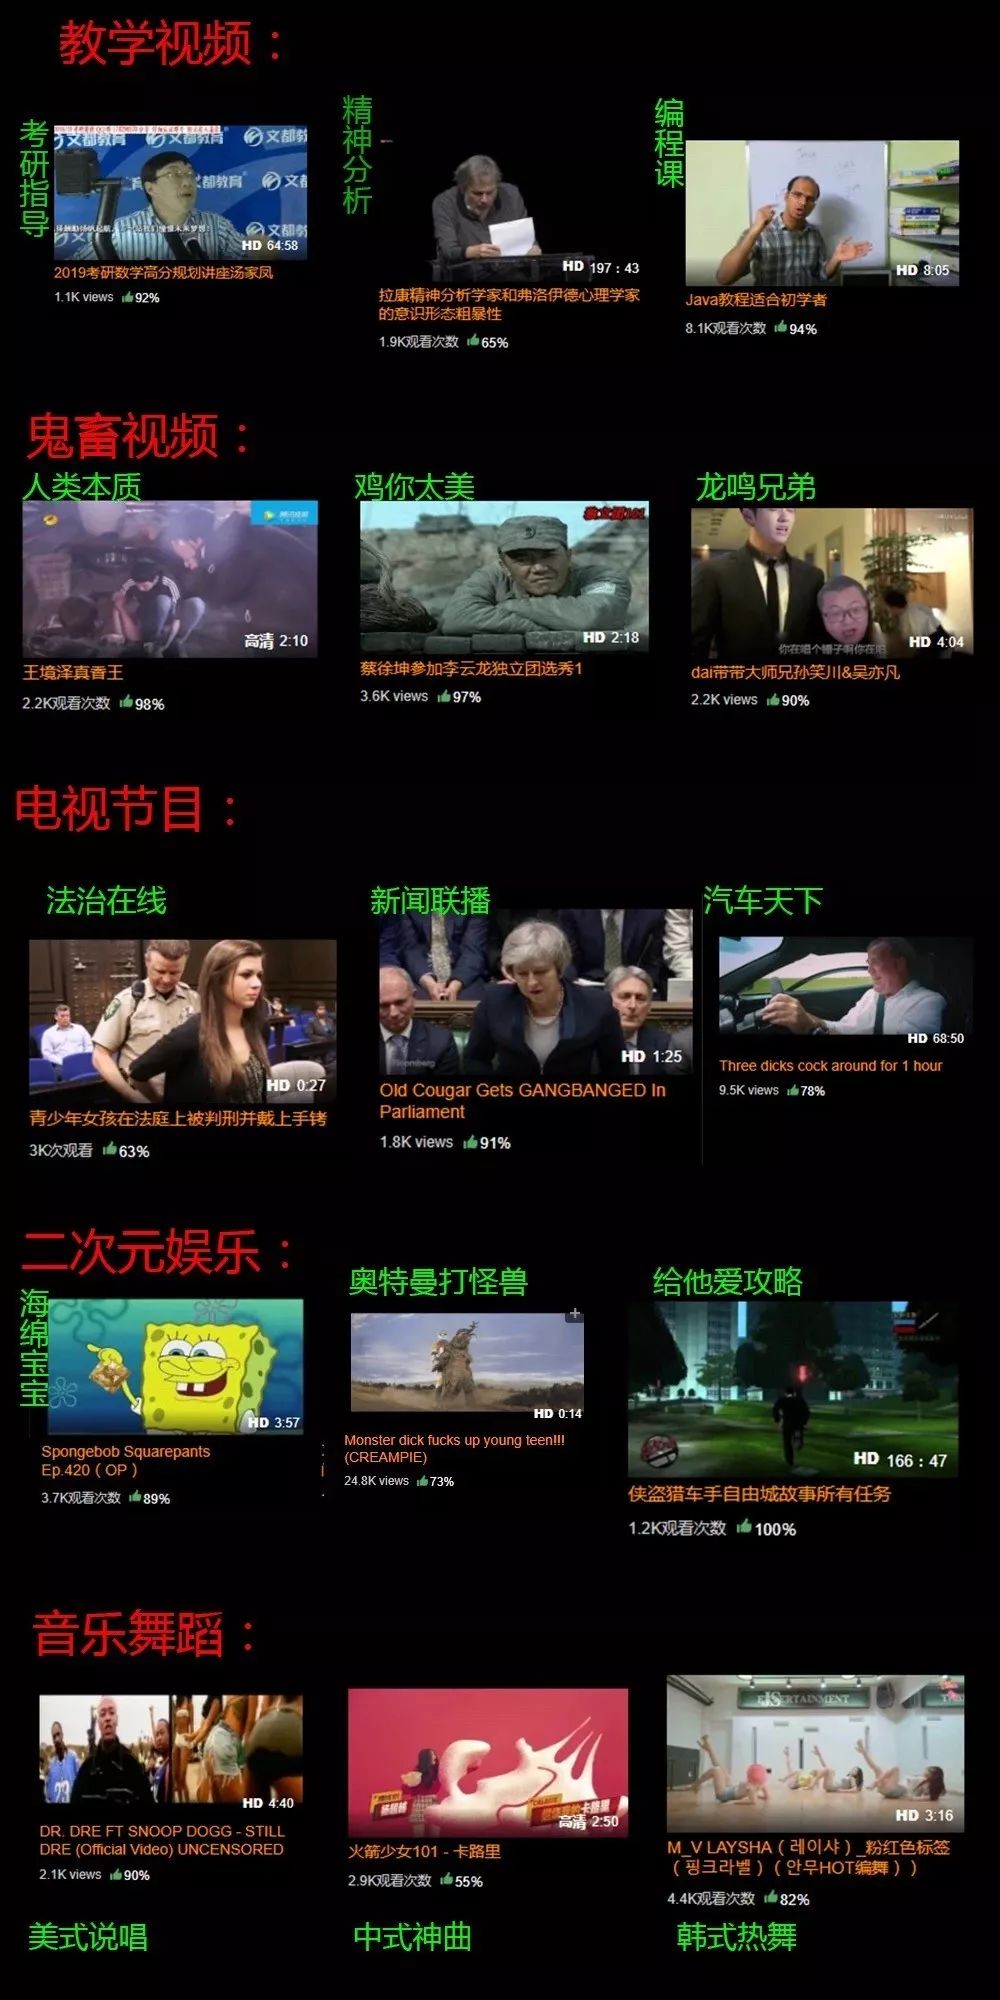 教学视频：
考研指导
文都教育
文都教育
文都
HD 64:58
2019考研数学高分规划讲座汤家凤
1.1K views 92%
精神分析
HD 197：43
拉康精神分析学家和弗洛伊德心理学家
的意识形态粗暴性
1.9K观看次数 65%
编程课
HD 8:05
Java教程适合初学者
8.1K观看次数 94%
鬼畜视频：
人类本质
高清 2:10
王境泽真香王
2.2K观看次数 98%
鸡你太美
HD 2:18
蔡徐坤参加李云龙独立团选秀1
3.6K views 97%
龙鸣兄弟
你在唱个锤子啊你在唱
HD 4:04
dai带带大师兄孙笑川&吴亦凡
2.2K views 90%
电视节目：
法治在线
HD 0:27
青少年女孩在法庭上被判刑并戴上手铐
3K次观看 63%
新闻联播
Bloomberg
HD 1:25
Old Cougar Gets GANGBANGED In
Parliament
1.8K views 91%
汽车天下
HD 68:50
Three dicks cock around for 1 hour
9.5K views 78%
二次元娱乐：
海绵宝宝
HD 3:57
Spongebob Squarepants
Ep.420（OP）
3.7K观看次数 89%
奥特曼打怪兽
HD 0:14
Monster dick fucks up young teen!!!
(CREAMPIE)
24.8K views 73%
给他爱攻略
HD 166：47
侠盗猎车手自由城故事所有任务
1.2K观看次数 100%
音乐舞蹈：
HD 4:40
DR. DRE FT SNOOP DOGG - STILL
DRE (Official Video) UNCENSORED
2.1K views 90%
美式说唱
高清 2:50
火箭少女101 - 卡路里
2.9K观看次数 55%
中式神曲
HD 3:16
M_V LAYSHA（레이샤）_粉红色标签
（핑크라벨）（안무HOT编舞））
4.4K观看次数 82%
韩式热舞